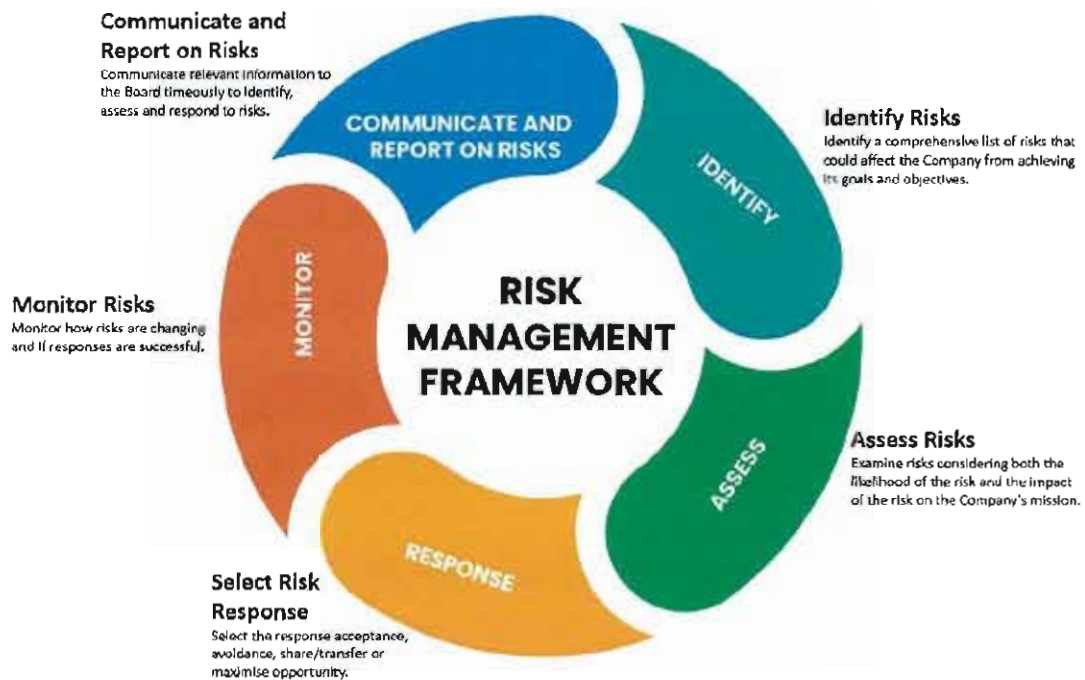 Communicate and
Report on Risks
Communicate relevant information to
the Board timeously to identify,
assess and respond to risks.
COMMUNICATE AND
REPORT ON RISKS
IDENTIFY
Identify Risks
Identify a comprehensive list of risks that
could affect the Company from achieving
its goals and objectives.
MONITOR
Monitor Risks
Monitor how risks are changing
and if responses are successful.
RISK
MANAGEMENT
FRAMEWORK
ASSESS
Assess Risks
Examine risks considering both the
likelihood of the risk and the impact
of the risk on the Company's mission.
RESPONSE
Select Risk
Response
Select the response acceptance,
avoidance, share/transfer or
maximise opportunity.